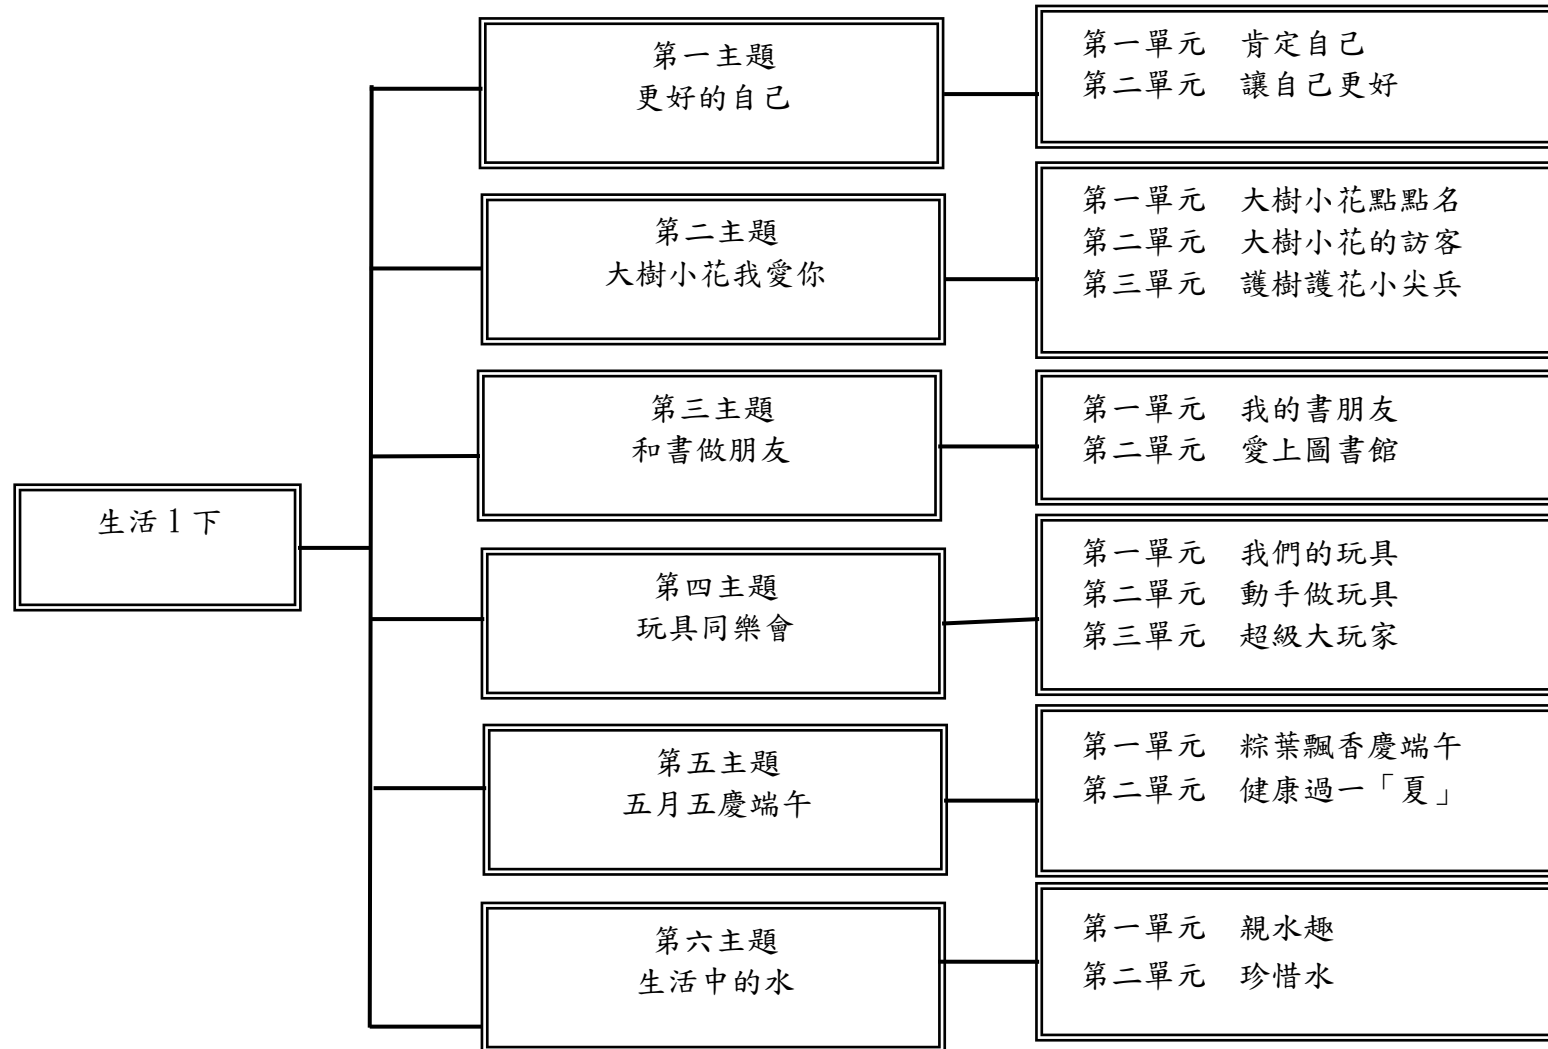 生活1下
第一主題
更好的自己
第一單元　肯定自己
第二單元　讓自己更好
第二主題
大樹小花我愛你
第一單元　大樹小花點點名
第二單元　大樹小花的訪客
第三單元　護樹護花小尖兵
第三主題
和書做朋友
第一單元　我的書朋友
第二單元　愛上圖書館
第四主題
玩具同樂會
第一單元　我們的玩具
第二單元　動手做玩具
第三單元　超級大玩家
第五主題
五月五慶端午
第一單元　粽葉飄香慶端午
第二單元　健康過一「夏」
第六主題
生活中的水
第一單元　親水趣
第二單元　珍惜水